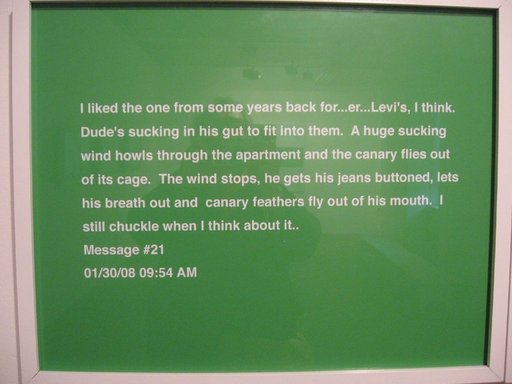 I liked the one from some years back for...er...Levi's, I think.
Dude's sucking in his gut to fit into them.  A huge sucking
wind howls through the apartment and the canary flies out
of its cage.  The wind stops, he gets his jeans buttoned, lets
his breath out and  canary feathers fly out of his mouth.  I
still chuckle when I think about it..
Message #21
01/30/08 09:54 AM